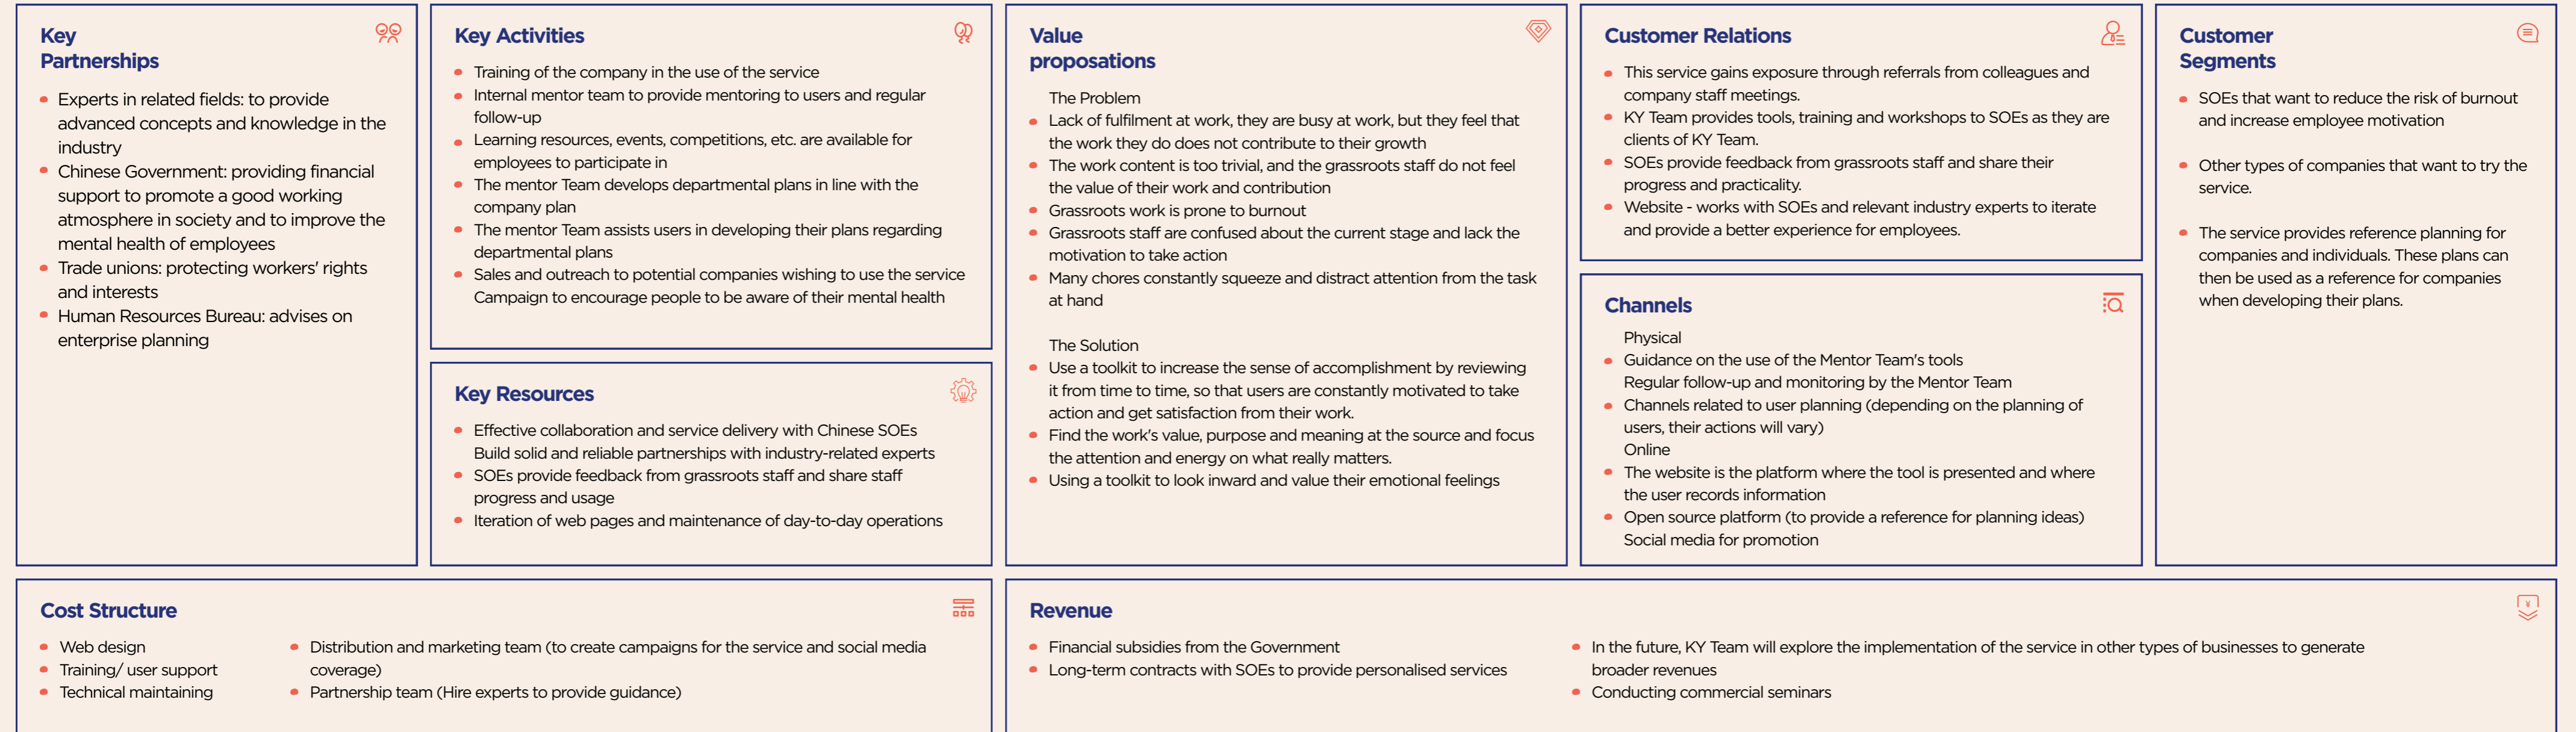 Key
Partnerships
Experts in related fields: to provide
advanced concepts and knowledge in the
industry
Chinese Government: providing financial
support to promote a good working
atmosphere in society and to improve the
mental health of employees
Trade unions: protecting workers' rights
and interests
Human Resources Bureau: advises on
enterprise planning
Key Activities
Training of the company in the use of the service
Internal mentor team to provide mentoring to users and regular
follow-up
Learning resources, events, competitions, etc. are available for
employees to participate in
The mentor Team develops departmental plans in line with the
company plan
The mentor Team assists users in developing their plans regarding
departmental plans
Sales and outreach to potential companies wishing to use the service
Campaign to encourage people to be aware of their mental health
Key Resources
Effective collaboration and service delivery with Chinese SOEs
Build solid and reliable partnerships with industry-related experts
SOEs provide feedback from grassroots staff and share staff
progress and usage
Iteration of web pages and maintenance of day-to-day operations
Value
proposations
The Problem
Lack of fulfilment at work, they are busy at work, but they feel that
the work they do does not contribute to their growth
The work content is too trivial, and the grassroots staff do not feel
the value of their work and contribution
Grassroots work is prone to burnout
Grassroots staff are confused about the current stage and lack the
motivation to take action
Many chores constantly squeeze and distract attention from the task
at hand
The Solution
Use a toolkit to increase the sense of accomplishment by reviewing
it from time to time, so that users are constantly motivated to take
action and get satisfaction from their work.
Find the work's value, purpose and meaning at the source and focus
the attention and energy on what really matters.
Using a toolkit to look inward and value their emotional feelings
Customer Relations
This service gains exposure through referrals from colleagues and
company staff meetings.
KY Team provides tools, training and workshops to SOEs as they are
clients of KY Team.
SOEs provide feedback from grassroots staff and share their
progress and practicality.
Website - works with SOEs and relevant industry experts to iterate
and provide a better experience for employees.
Channels
Physical
Guidance on the use of the Mentor Team's tools
Regular follow-up and monitoring by the Mentor Team
Channels related to user planning (depending on the planning of
users, their actions will vary)
Online
The website is the platform where the tool is presented and where
the user records information
Open source platform (to provide a reference for planning ideas)
Social media for promotion
Customer
Segments
SOEs that want to reduce the risk of burnout
and increase employee motivation
Other types of companies that want to try the
service.
The service provides reference planning for
companies and individuals. These plans can
then be used as a reference for companies
when developing their plans.
Cost Structure
Web design
Training/ user support
Technical maintaining
Distribution and marketing team (to create campaigns for the service and social media
coverage)
Partnership team (Hire experts to provide guidance)
Revenue
¥
Financial subsidies from the Government
Long-term contracts with SOEs to provide personalised services
In the future, KY Team will explore the implementation of the service in other types of businesses to generate
broader revenues
Conducting commercial seminars